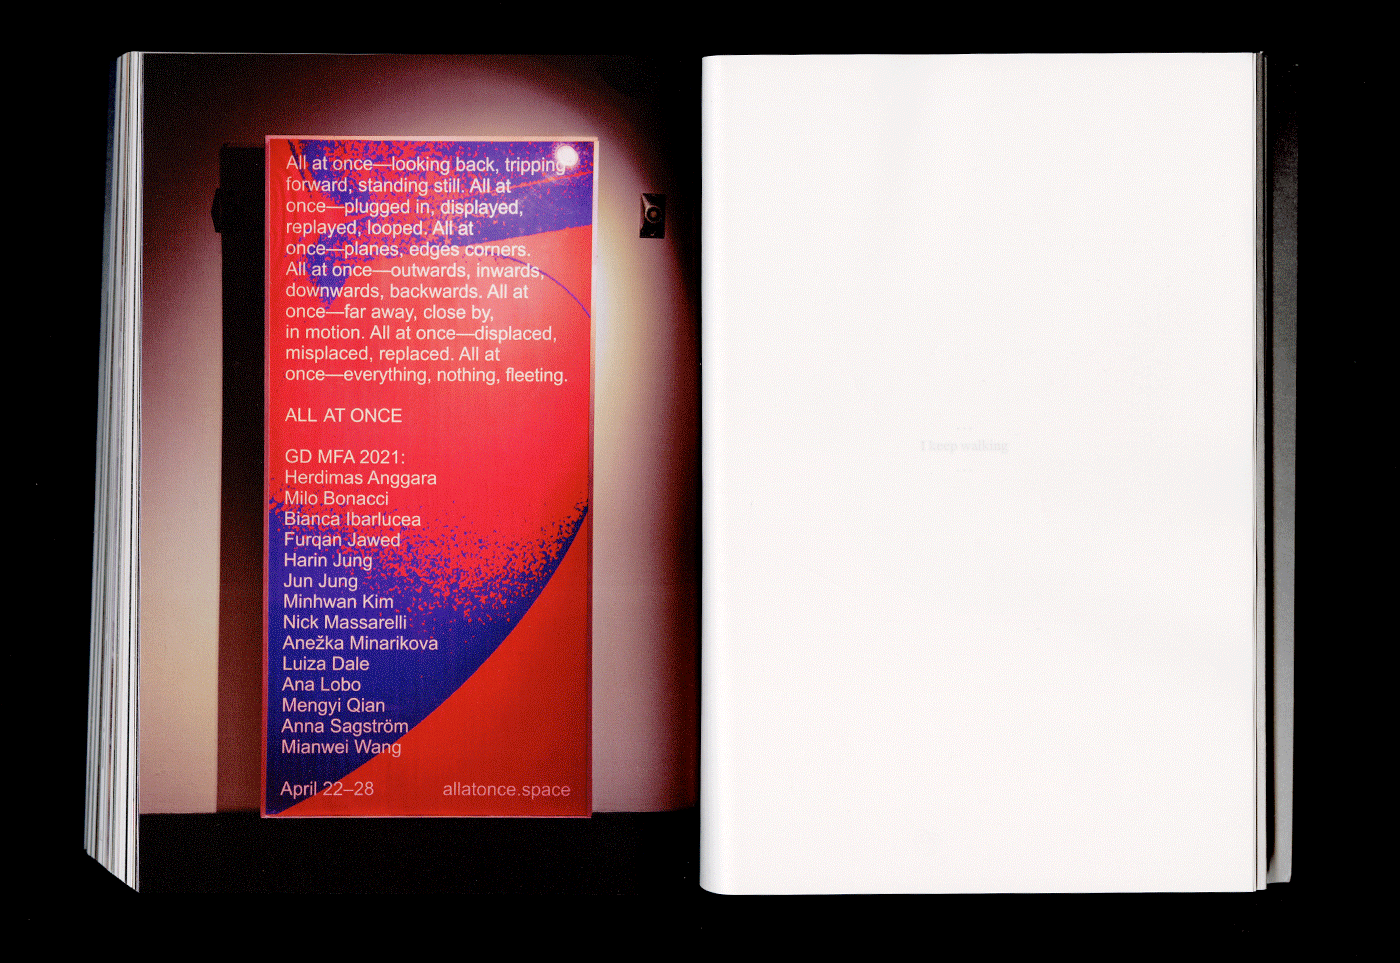 All at once—looking back, tripping
forward, standing still. All at
once—plugged in, displayed,
replayed, looped. All at
once—planes, edges corners.
All at once—outwards, inwards,
downwards, backwards. All at
once—far away, close by,
in motion. All at once—displaced,
misplaced, replaced. All at
once—everything, nothing, fleeting.
ALL AT ONCE
GD MFA 2021:
Herdimas Anggara
Milo Bonacci
Bianca Ibarlucea
Furqan Jawed
Harin Jung
Jun Jung
Minhwan Kim
Nick Massarelli
Anežka Minarikova
Luiza Dale
Ana Lobo
Mengyi Qian
Anna Sagström
Mianwei Wang
April 22–28
allatonce.space
I keep walking